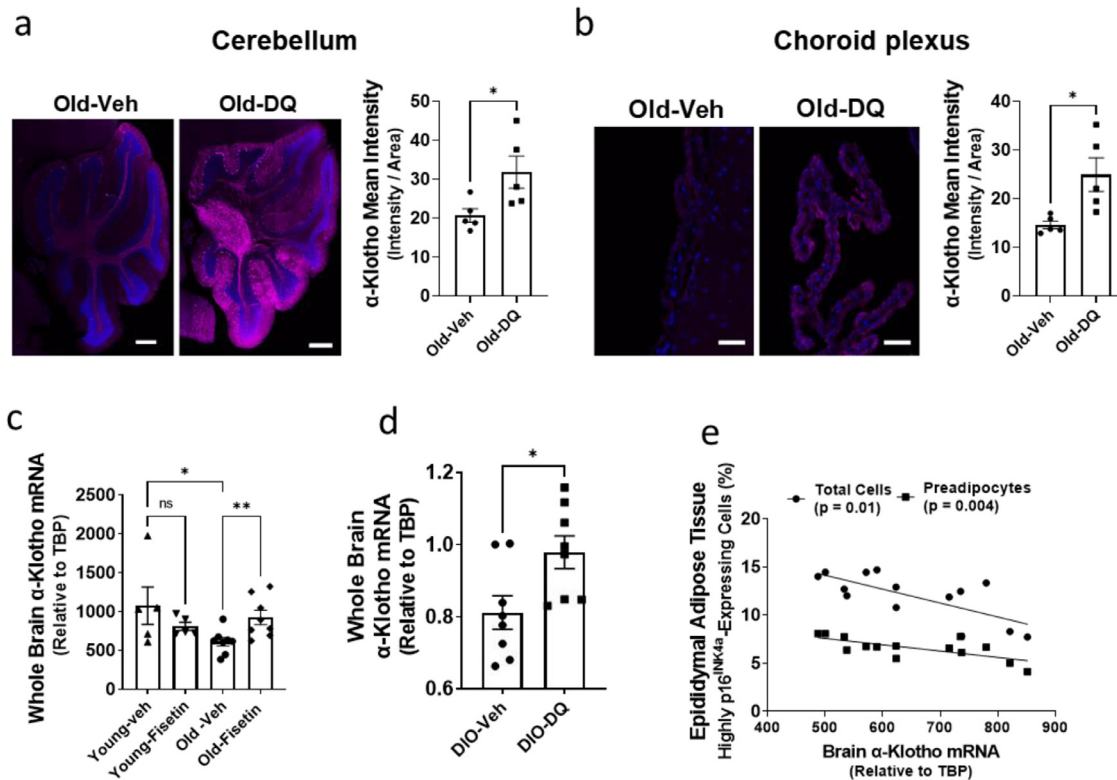 a
Cerebellum
Old-Veh
Old-DQ
α-Klotho Mean Intensity
(Intensity / Area)
50
40
30
20
10
0
*
Old-Veh
Old-DQ
b
Choroid plexus
Old-Veh
Old-DQ
α-Klotho Mean Intensity
(Intensity / Area)
40
30
20
10
0
*
Old-Veh
Old-DQ
c
Whole Brain α-Klotho mRNA
(Relative to TBP)
2500
2000
1500
1000
500
0
*
ns
**
Young-veh
Young-Fisetin
Old -Veh
Old-Fisetin
d
Whole Brain
α-Klotho mRNA
(Relative to TBP)
1.2
1.0
0.8
0.6
*
DIO-Veh
DIO-DQ
e
Epididymal Adipose Tissue
Highly p16^INK4a-Expressing Cells (%)
Total Cells
(p = 0.01)
Preadipocytes
(p = 0.004)
20
15
10
5
0
400 500 600 700 800 900
Brain α-Klotho mRNA
(Relative to TBP)